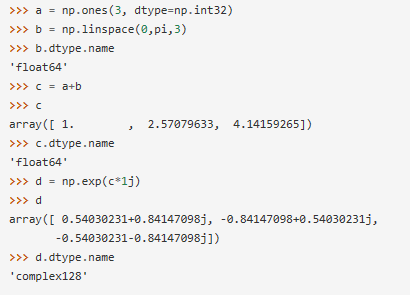 >>> a = np.ones(3, dtype=np.int32)
>>> b = np.linspace(0,pi,3)
>>> b.dtype.name
'float64'
>>> c = a+b
>>> c
array([ 1.        ,  2.57079633,  4.14159265])
>>> c.dtype.name
'float64'
>>> d = np.exp(c*1j)
>>> d
array([ 0.54030231+0.84147098j, -0.84147098+0.54030231j,
       -0.54030231-0.84147098j])
>>> d.dtype.name
'complex128'